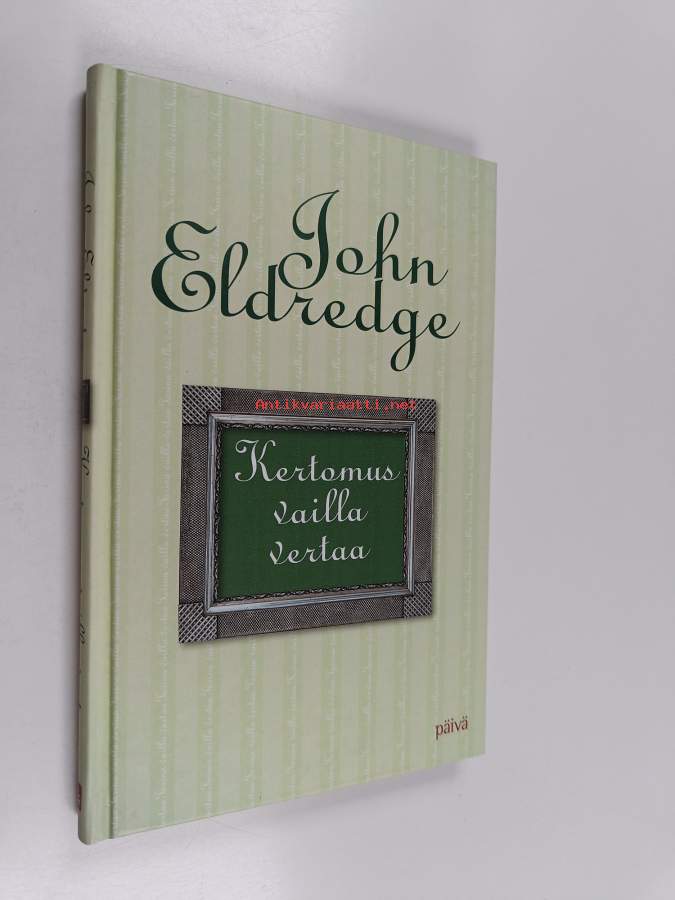 John
Eldredge
Antikvariaatti.net
Kertomus
vailla
vertaa
päivä